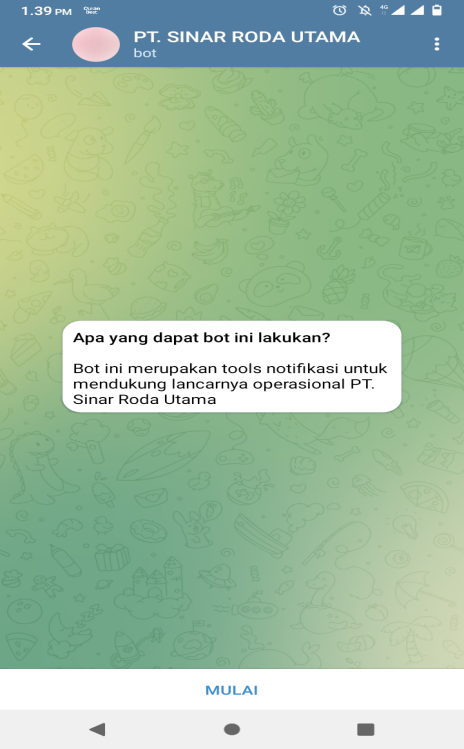 1.39 PM
4G
PT. SINAR RODA UTAMA
bot
Apa yang dapat bot ini lakukan?
Bot ini merupakan tools notifikasi untuk
mendukung lancarnya operasional PT.
Sinar Roda Utama
MULAI